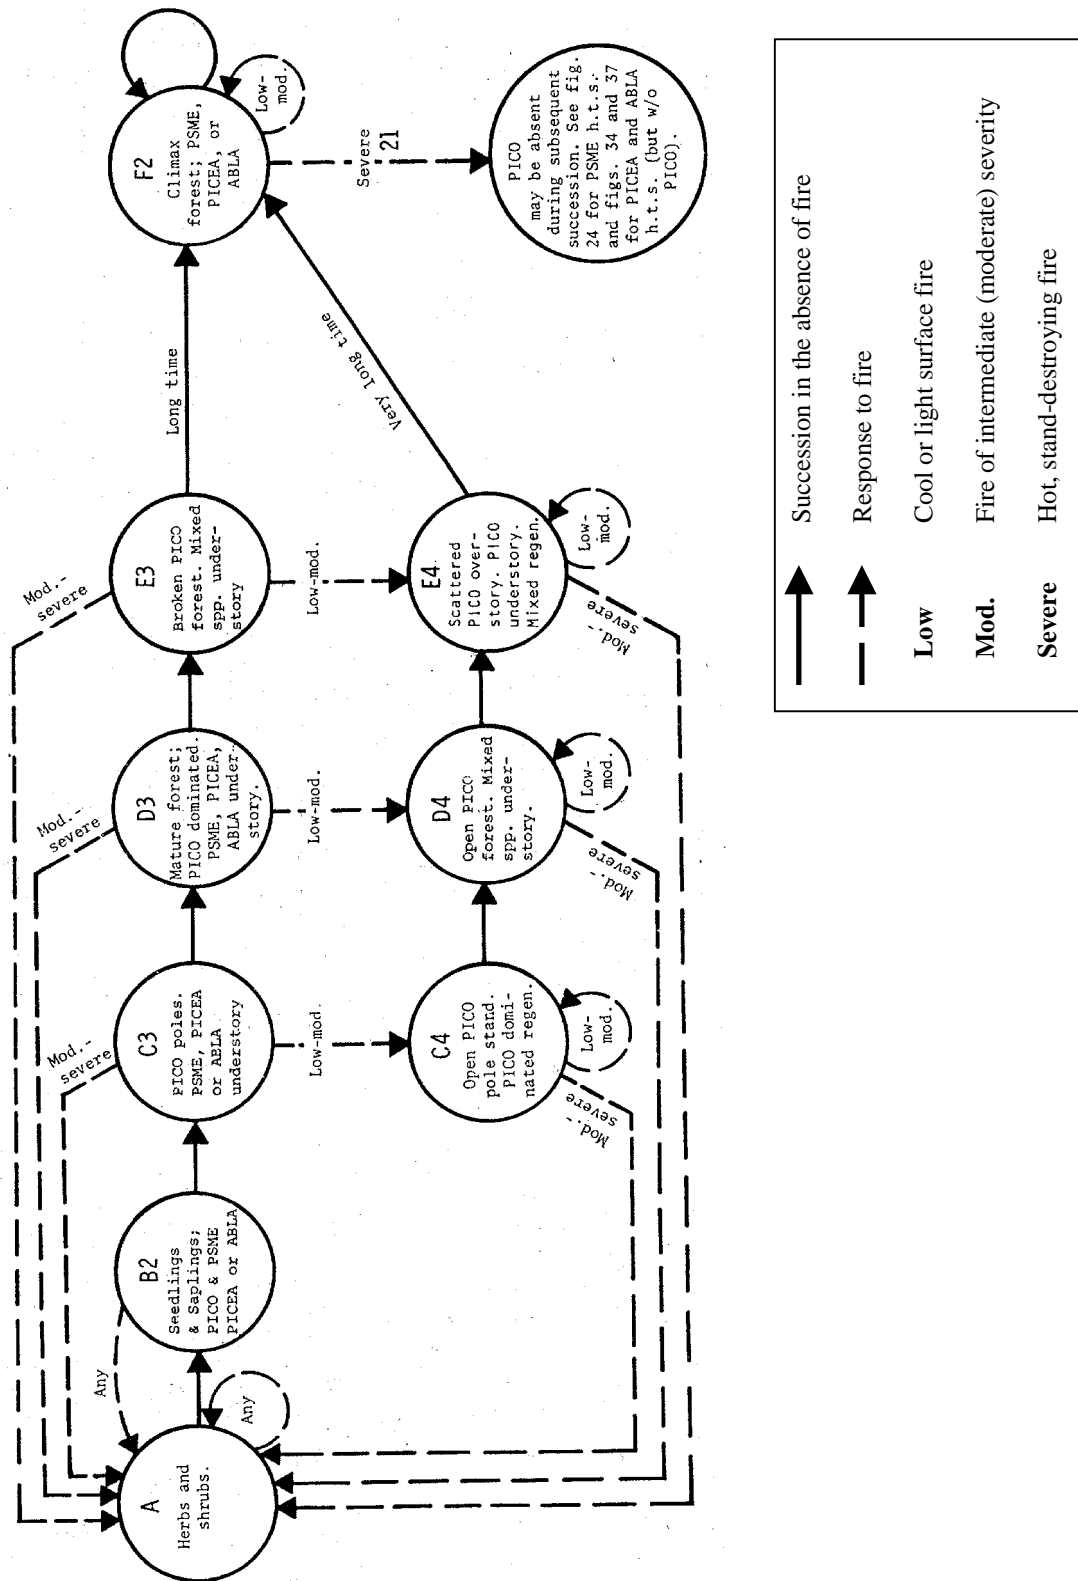 A
Herbs and
shrubs.
Any
Any
B2
Seedlings
& Saplings;
PICO & PSME
PICEA or ABLA
C3
PICO poles.
PSME, PICEA
or ABLA
understory
Mod.-
severe
Low-mod.
C4
Open PICO
pole stand.
PICO domi-
nated regen.
Low-
mod.
Mod.-
severe
D3
Mature forest;
PICO dominated.
PSME, PICEA,
ABLA under-
story.
Mod.-
severe
Low-mod.
D4
Open PICO
forest. Mixed
spp. under-
story.
Low-
mod.
Mod.-
severe
E3
Broken PICO
forest. Mixed
spp. under-
story
Mod.-
severe
Low-mod.
E4
Scattered
PICO over-
story. PICO
understory.
Mixed regen.
Low-
mod.
Mod.-
severe
Long time
Very long time
F2
Climax
forest; PSME,
PICEA, or
ABLA
Low-
mod.
Severe
21
PICO
may be absent
during subsequent
succession. See fig.
24 for PSME h.t.s.
and figs. 34 and 37
for PICEA and ABLA
h.t.s. (but w/o
PICO).
Succession in the absence of fire
Response to fire
Low Cool or light surface fire
Mod. Fire of intermediate (moderate) severity
Severe Hot, stand-destroying fire